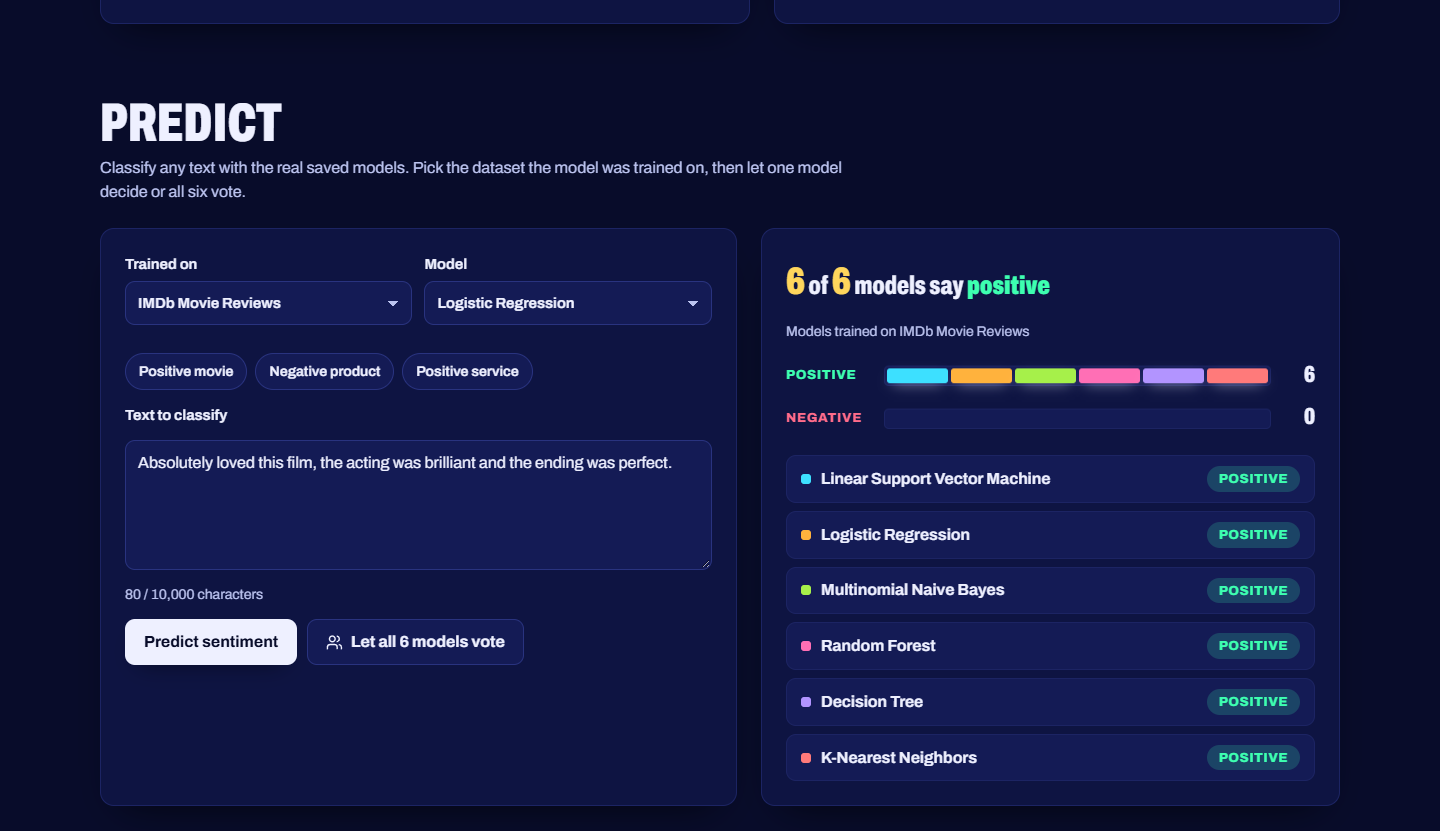 PREDICT
Classify any text with the real saved models. Pick the dataset the model was trained on, then let one model
decide or all six vote.
Trained on
Model
IMDb Movie Reviews
Logistic Regression
Positive movie
Negative product
Positive service
Text to classify
Absolutely loved this film, the acting was brilliant and the ending was perfect.
80 / 10,000 characters
Predict sentiment
Let all 6 models vote
6 of 6 models say positive
Models trained on IMDb Movie Reviews
POSITIVE 6
NEGATIVE 0
Linear Support Vector Machine POSITIVE
Logistic Regression POSITIVE
Multinomial Naive Bayes POSITIVE
Random Forest POSITIVE
Decision Tree POSITIVE
K-Nearest Neighbors POSITIVE